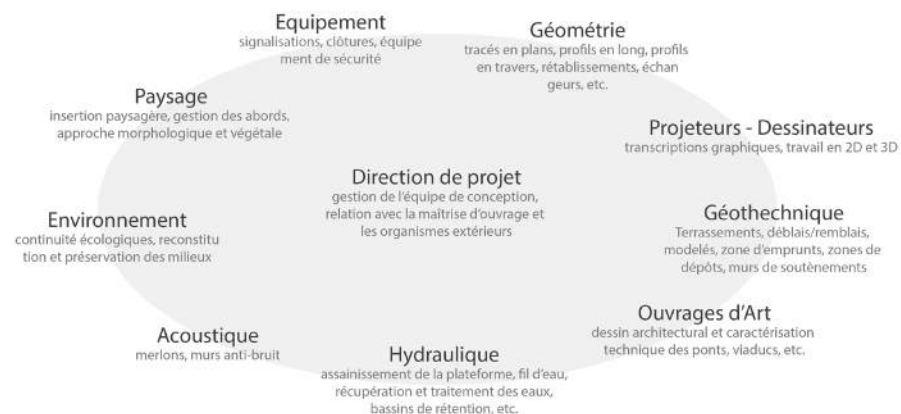 Equipement
signalisations, clôtures, équipe
ment de sécurité
Géométrie
tracés en plans, profils en long, profils
en travers, rétablissements, échan
geurs, etc.
Paysage
insertion paysagère, gestion des abords,
approche morphologique et végétale
Projeteurs - Dessinateurs
transcriptions graphiques, travail en 2D et 3D
Direction de projet
gestion de l'équipe de conception,
relation avec la maîtrise d'ouvrage et
les organismes extérieurs
Environnement
continuité écologiques, reconstitu
tion et préservation des milieux
Géothechnique
Terrassements, déblais/remblais,
modelés, zone d'emprunts, zones de
dépôts, murs de soutènements
Ouvrages d'Art
dessin architectural et caractérisation
technique des ponts, viaducs, etc.
Acoustique
merlons, murs anti-bruit
Hydraulique
assainissement de la plateforme, fil d'eau,
récupération et traitement des eaux,
bassins de rétention, etc.